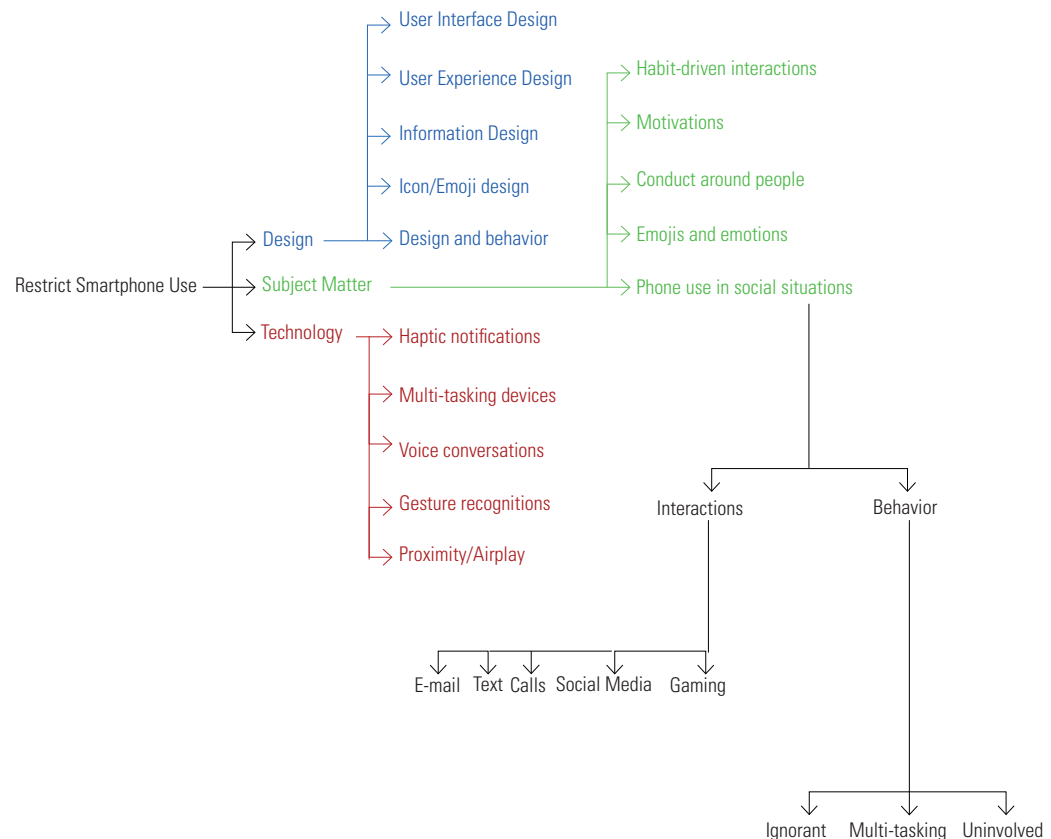 User Interface Design
User Experience Design
Information Design
Icon/Emoji design
Design and behavior
Habit-driven interactions
Motivations
Conduct around people
Emojis and emotions
Phone use in social situations
Restrict Smartphone Use
Design
Subject Matter
Technology
Haptic notifications
Multi-tasking devices
Voice conversations
Gesture recognitions
Proximity/Airplay
Interactions
Behavior
E-mail
Text
Calls
Social Media
Gaming
Ignorant
Multi-tasking
Uninvolved